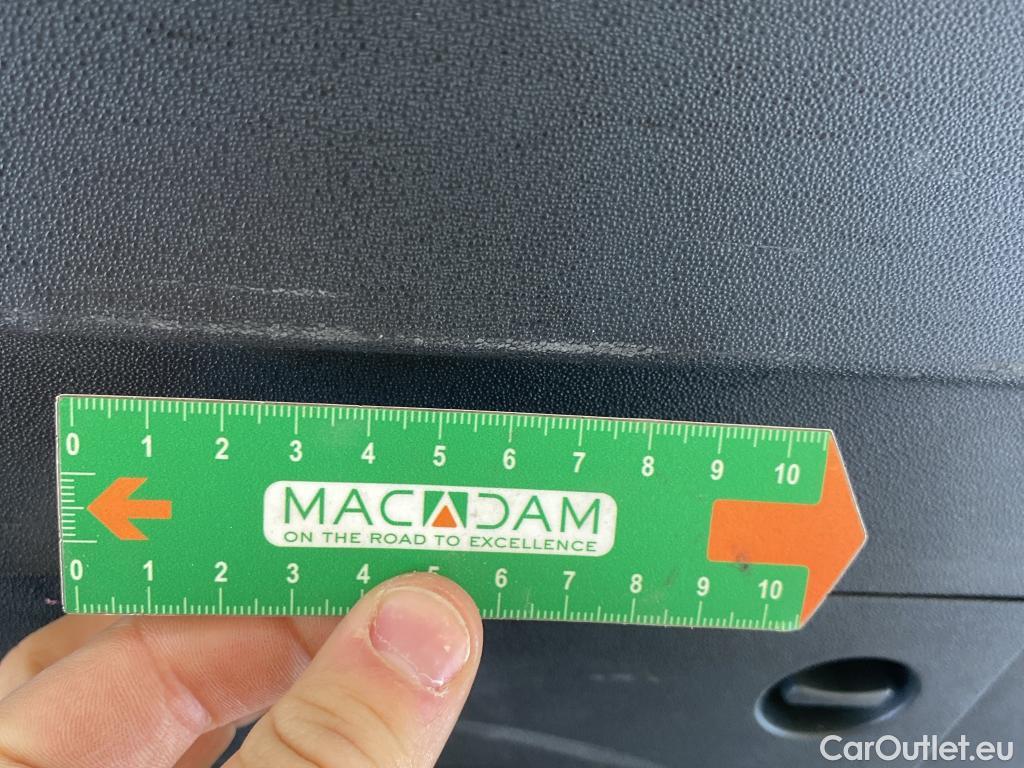 0 1 2 3 4 5 6 7 8 9 10
MACADAM
ON THE ROAD TO EXCELLENCE
0 1 2 3 4 5 6 7 8 9 10
CarOutlet.eu